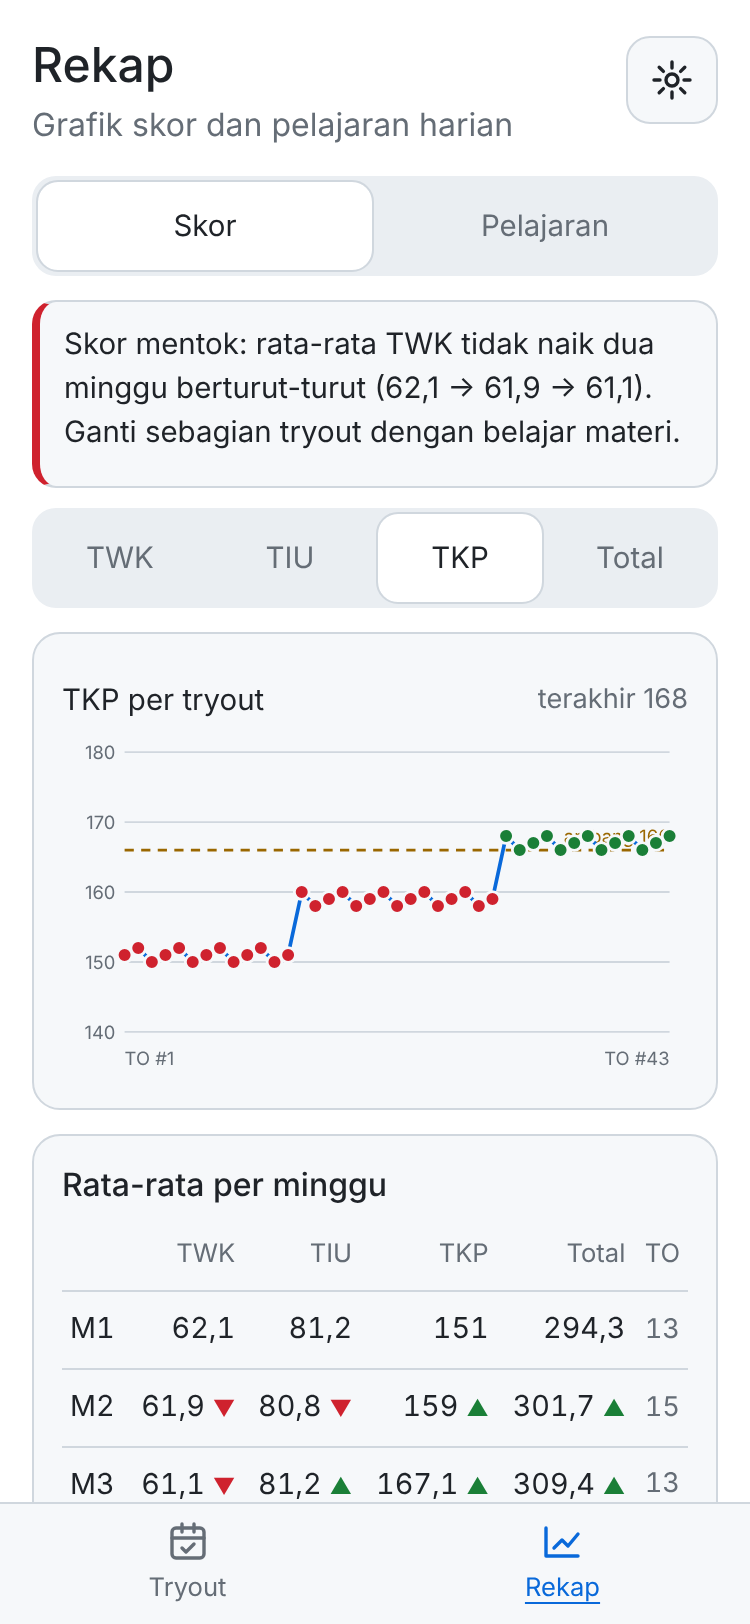 Rekap
Grafik skor dan pelajaran harian
Skor
Pelajaran
Skor mentok: rata-rata TWK tidak naik dua
minggu berturut-turut (62,1 → 61,9 → 61,1).
Ganti sebagian tryout dengan belajar materi.
TWK TIU TKP Total
TKP per tryout
terakhir 168
180
170
160
150
140
TO #1
TO #43
Rata-rata per minggu
TWK TIU TKP Total TO
M1 62,1 81,2 151 294,3 13
M2 61,9 ▼ 80,8 ▼ 159 ▲ 301,7 ▲ 15
M3 61,1 ▼ 81,2 ▲ 167,1 ▲ 309,4 ▲ 13
Tryout
Rekap